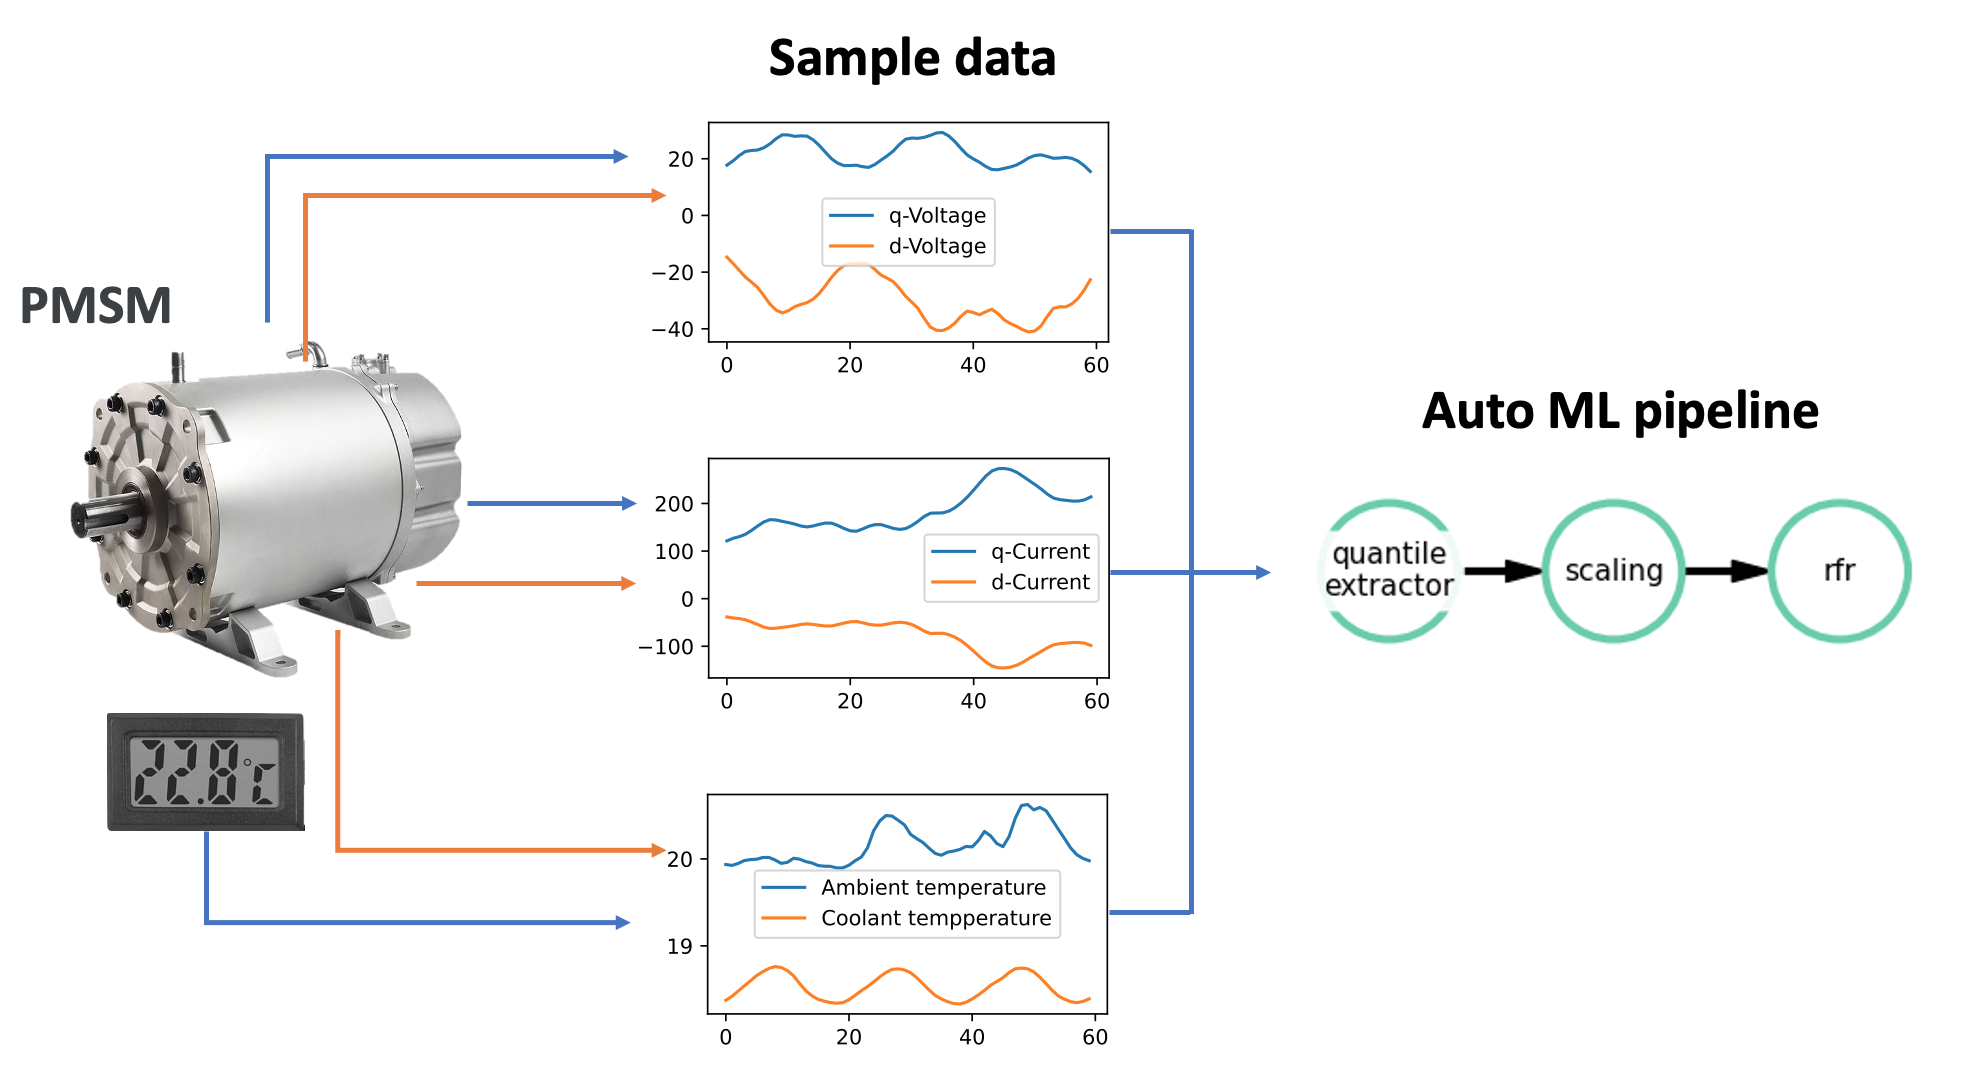 Sample data
PMSM
20
0
−20
−40
q-Voltage
d-Voltage
0 20 40 60
200
100
0
−100
q-Current
d-Current
0 20 40 60
22.8°C
20
19
Ambient temperature
Coolant tempperature
0 20 40 60
Auto ML pipeline
quantile
extractor
scaling
rfr